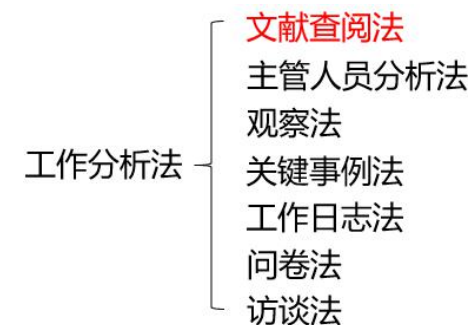 文献查阅法
主管人员分析法
观察法
工作分析法
关键事例法
工作日志法
问卷法
访谈法